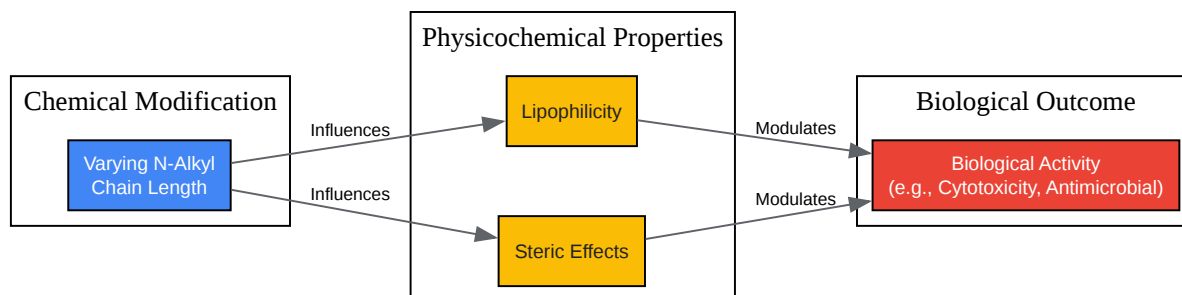 Chemical Modification
Varying N-Alkyl
Chain Length
Influences
Influences
Physicochemical Properties
Lipophilicity
Steric Effects
Modulates
Modulates
Biological Outcome
Biological Activity
(e.g., Cytotoxicity, Antimicrobial)